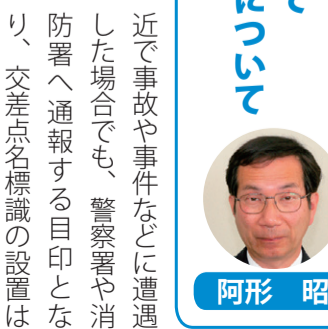 て
について
阿形 昭
近で事故や事件などに遭遇
した場合でも、警察署や消
防署へ通報する目印とな
り、交差点名標識の設置は